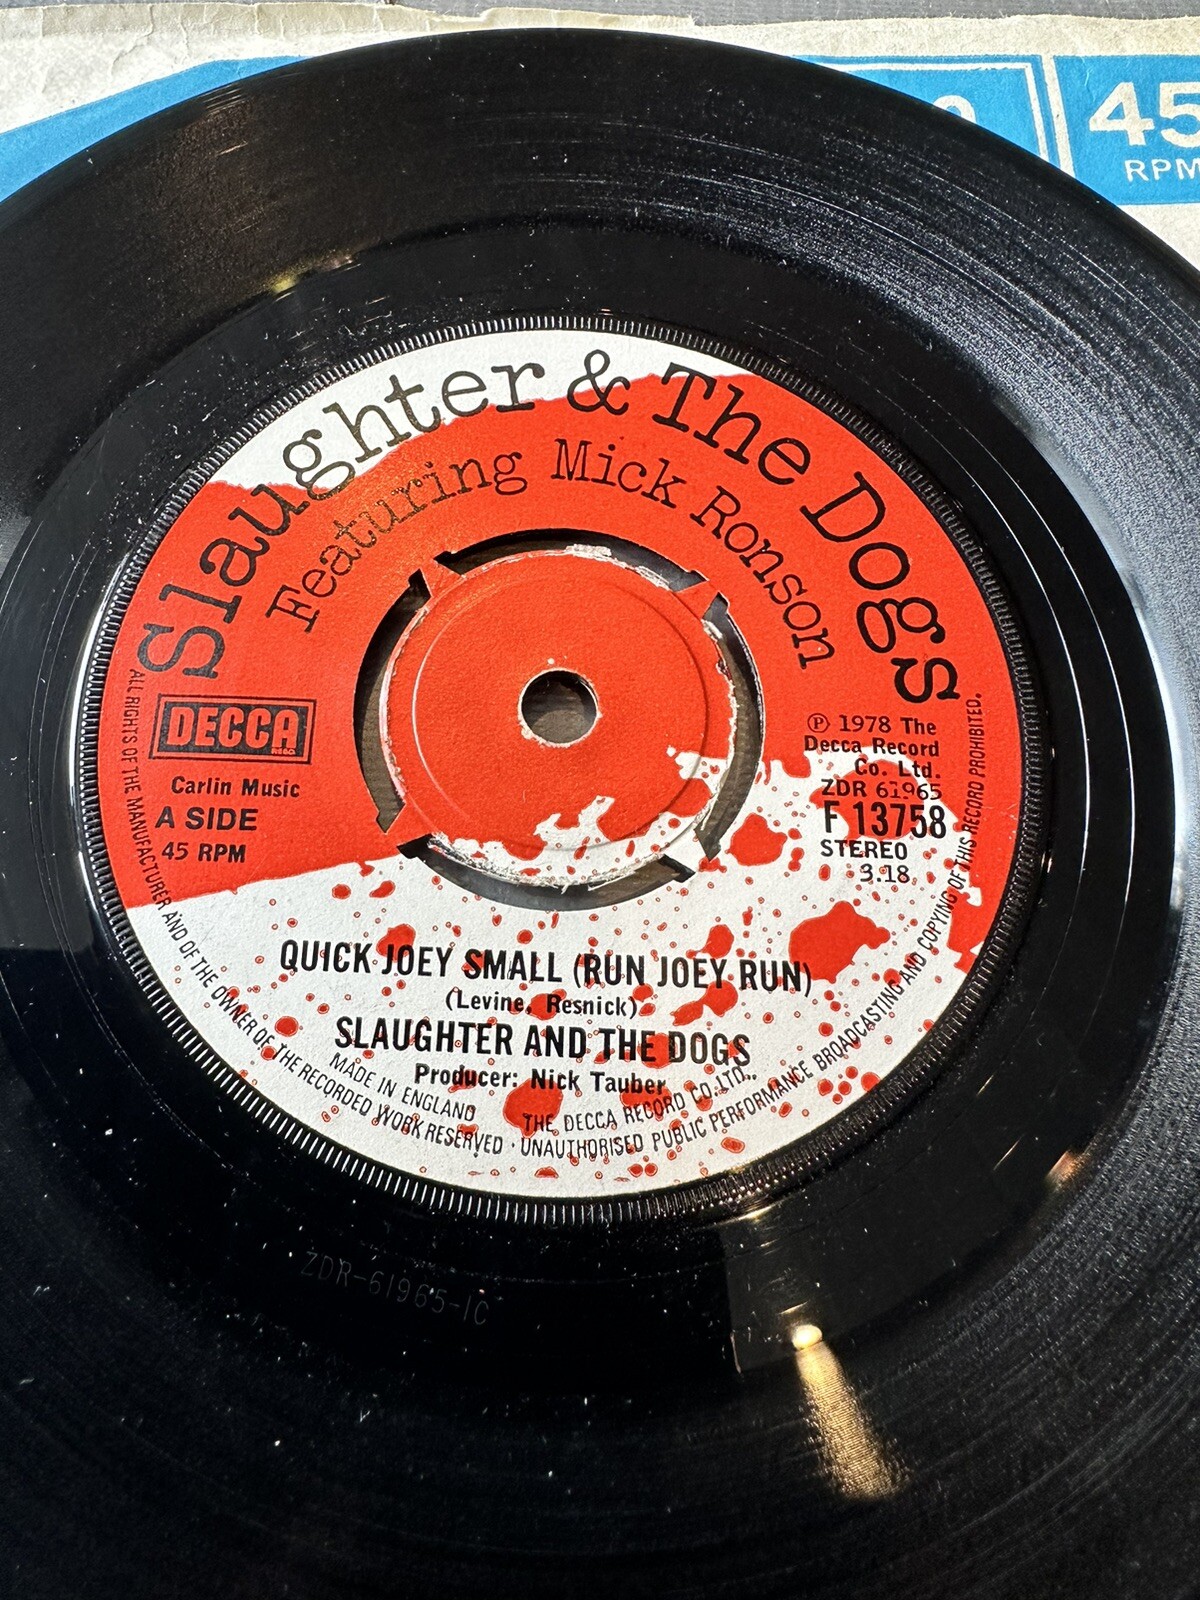 45
RPM
Slaughter & The Dogs
Featuring Mick Ronson
DECCA
Carlin Music
A SIDE
45 RPM
℗ 1978 The
Decca Record
Co. Ltd.
ZDR 61965
F 13758
STEREO
3.18
QUICK JOEY SMALL (RUN JOEY RUN)
(Levine, Resnick)
SLAUGHTER AND THE DOGS
Producer: Nick Tauber
MADE IN ENGLAND
THE DECCA RECORD CO. LTD.
ALL RIGHTS OF THE MANUFACTURER AND OF THE OWNER OF THE RECORDED WORK RESERVED · UNAUTHORISED PUBLIC PERFORMANCE BROADCASTING AND COPYING OF THIS RECORD PROHIBITED.
ZDR-61965-1C